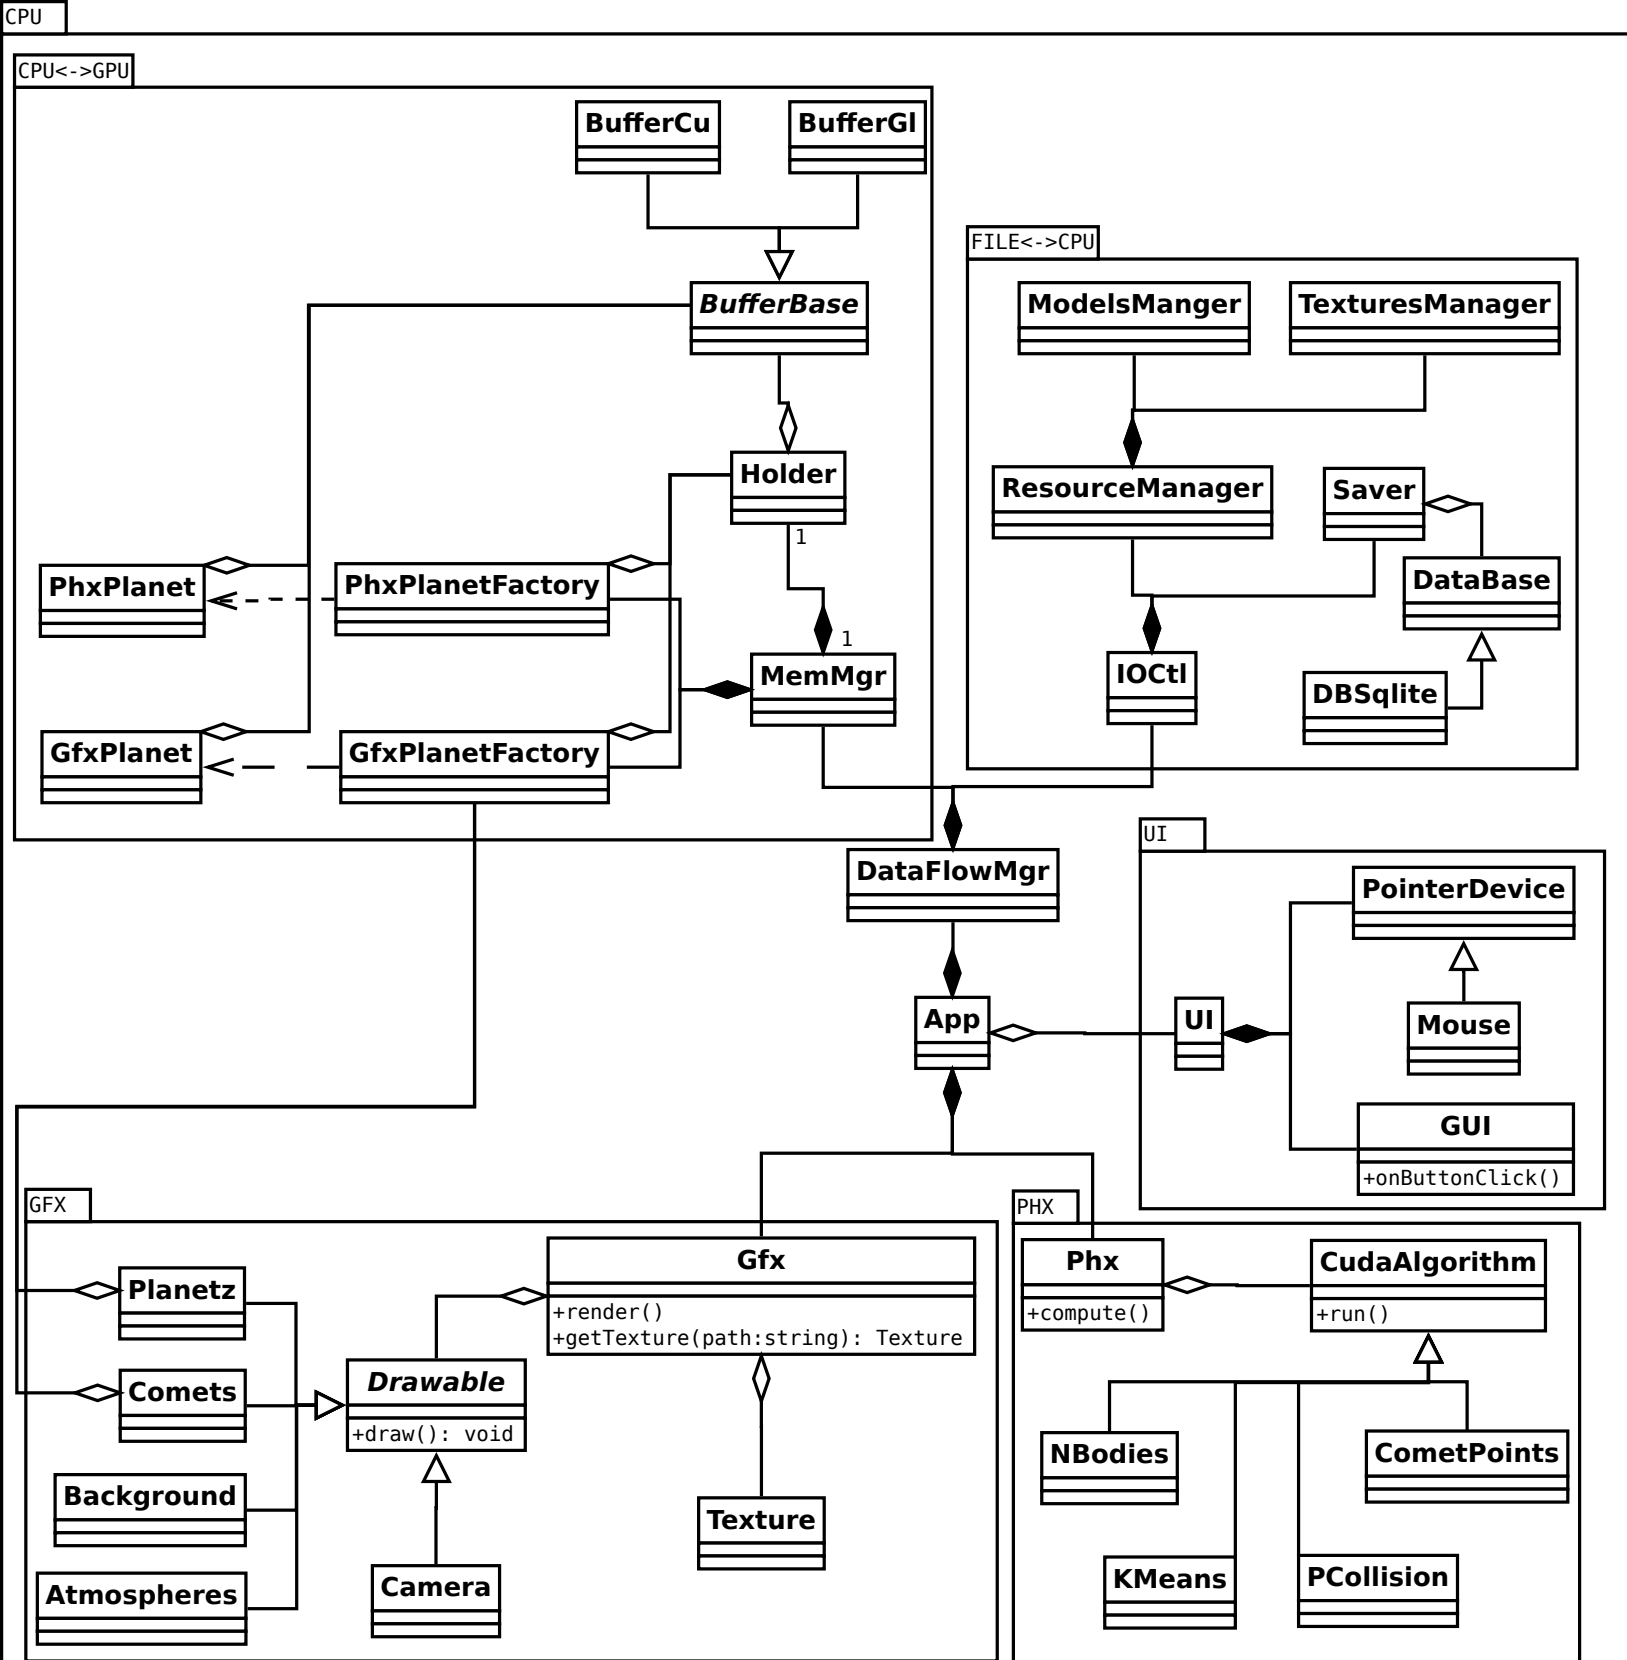 CPU
CPU<->GPU
BufferCu
BufferGl
FILE<->CPU
BufferBase
ModelsManger
TexturesManager
Holder
ResourceManager
Saver
1
PhxPlanet
PhxPlanetFactory
DataBase
1
MemMgr
IOCtl
DBSqlite
GfxPlanet
GfxPlanetFactory
UI
DataFlowMgr
PointerDevice
App
UI
Mouse
GUI
+onButtonClick()
GFX
PHX
Planetz
Gfx
+render()
+getTexture(path:string): Texture
Phx
+compute()
CudaAlgorithm
+run()
Comets
Drawable
+draw(): void
NBodies
CometPoints
Background
Texture
Atmospheres
Camera
KMeans
PCollision